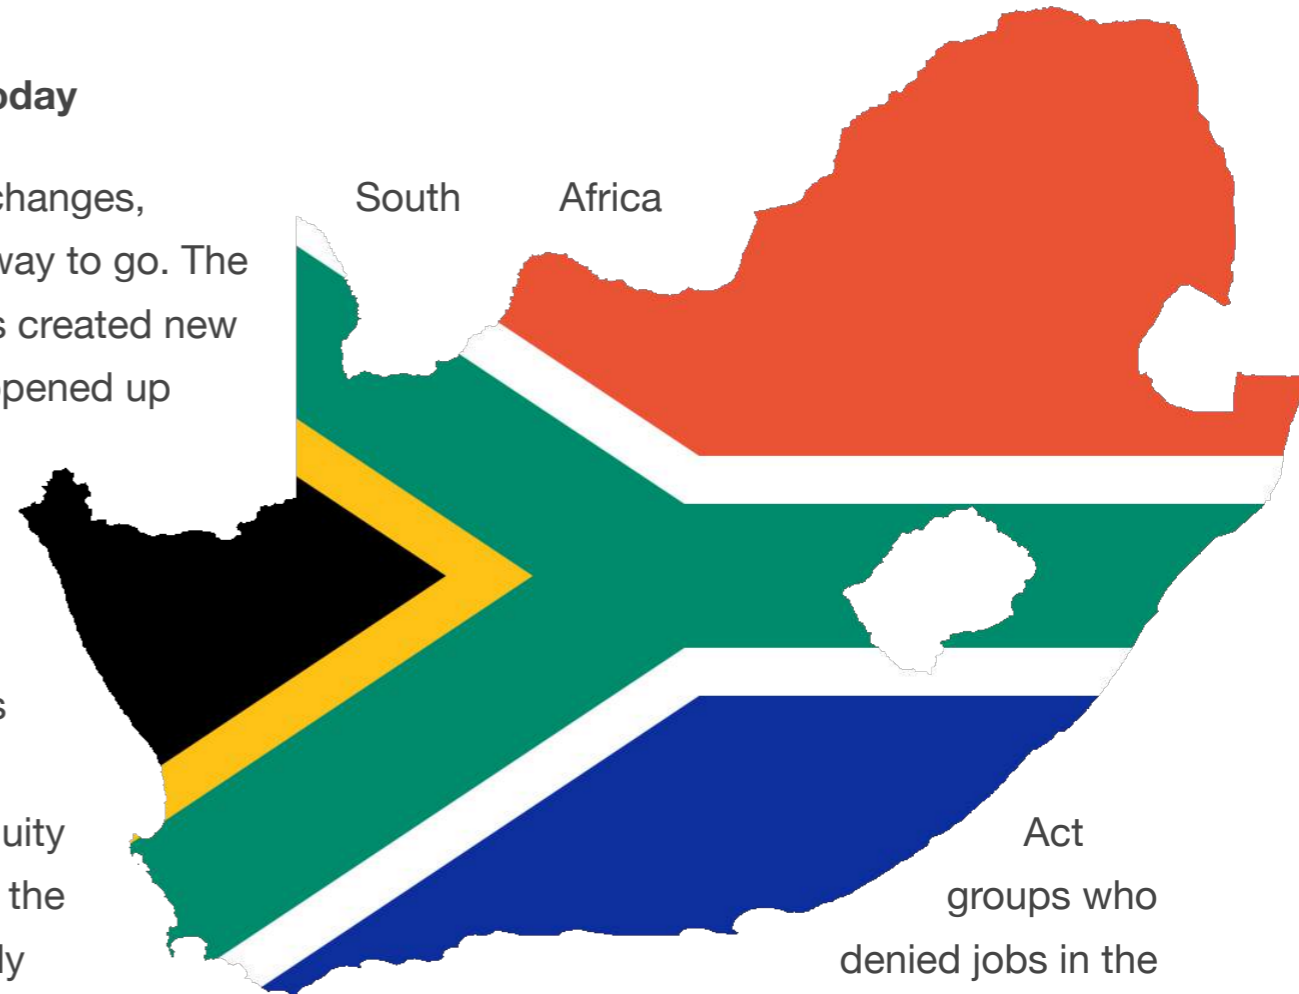 oday
changes, South Africa
way to go. The
s created new
opened up
s
uity Act
the groups who
ly denied jobs in the